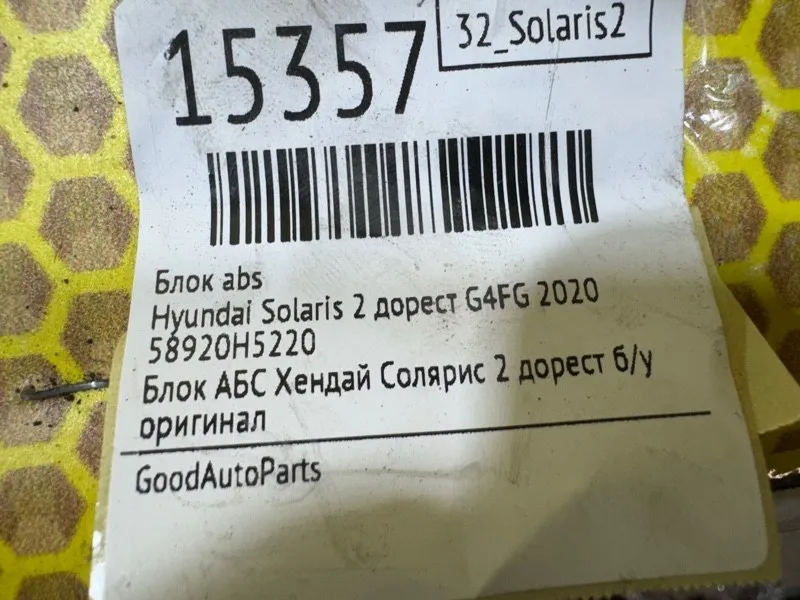 32_Solaris2
15357
Блок abs
Hyundai Solaris 2 дорест G4FG 2020
58920H5220
Блок АБС Хендай Солярис 2 дорест б/у
оригинал
GoodAutoParts